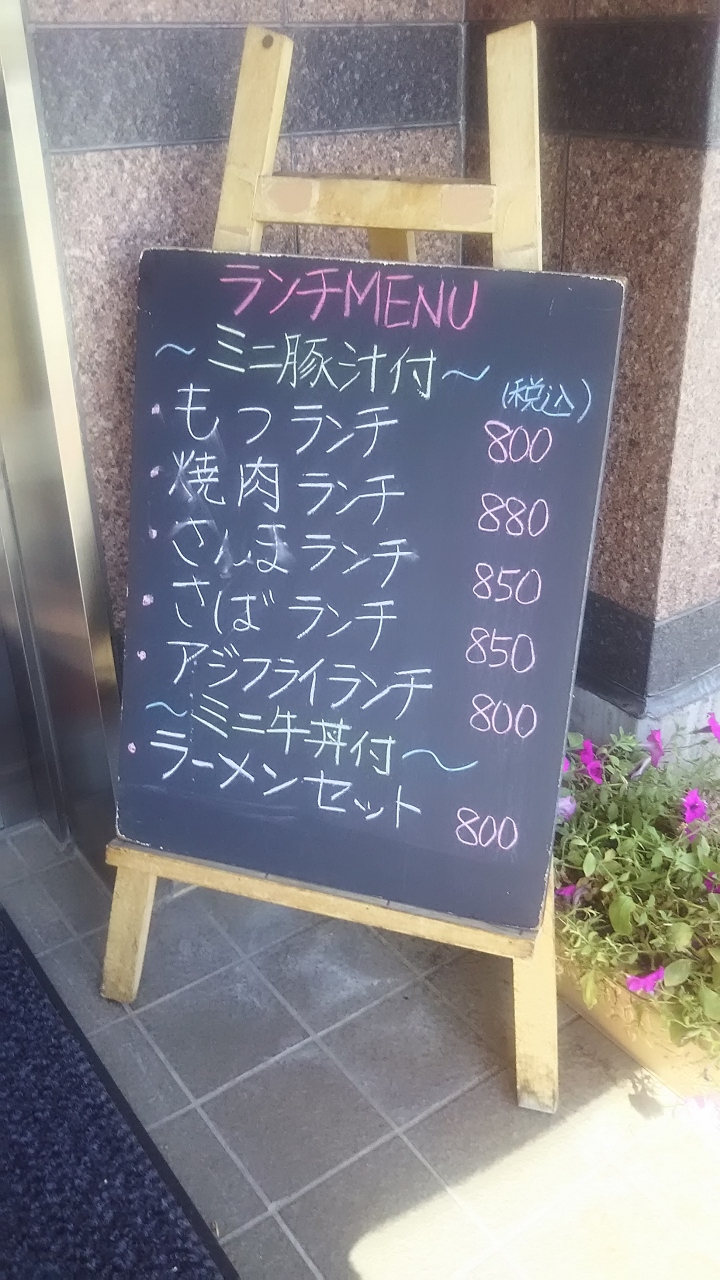 ランチMENU
~ミニ豚汁付~
(税込)
・もつランチ 800
・焼肉ランチ 880
・さんまランチ 850
・さばランチ 850
・アジフライランチ 800
~ミニ牛丼付~
・ラーメンセット 800